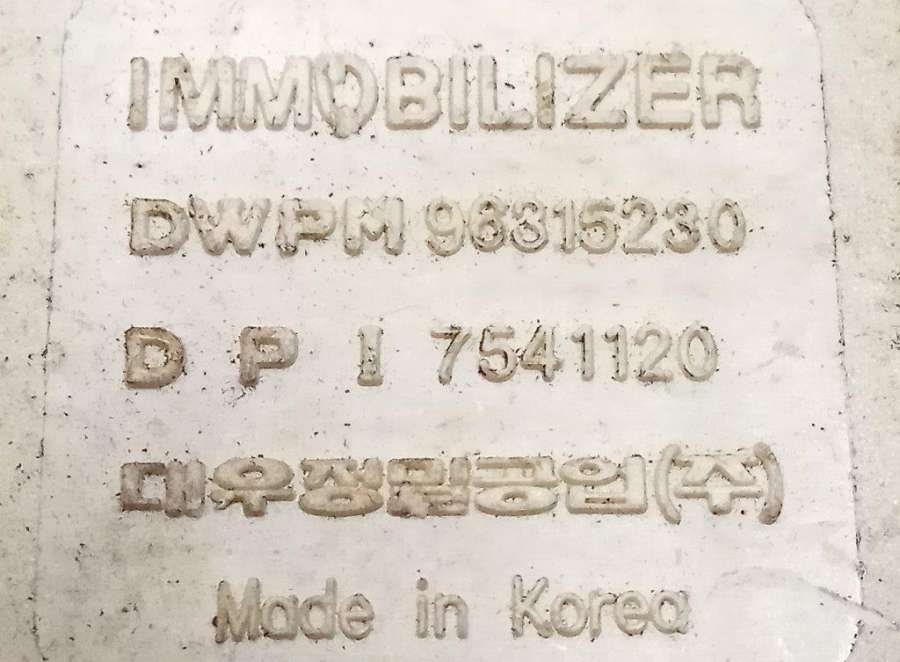 IMMOBILIZER
DWPM 96315230
D P I 7541120
대우정밀공업(주)
Made in Korea